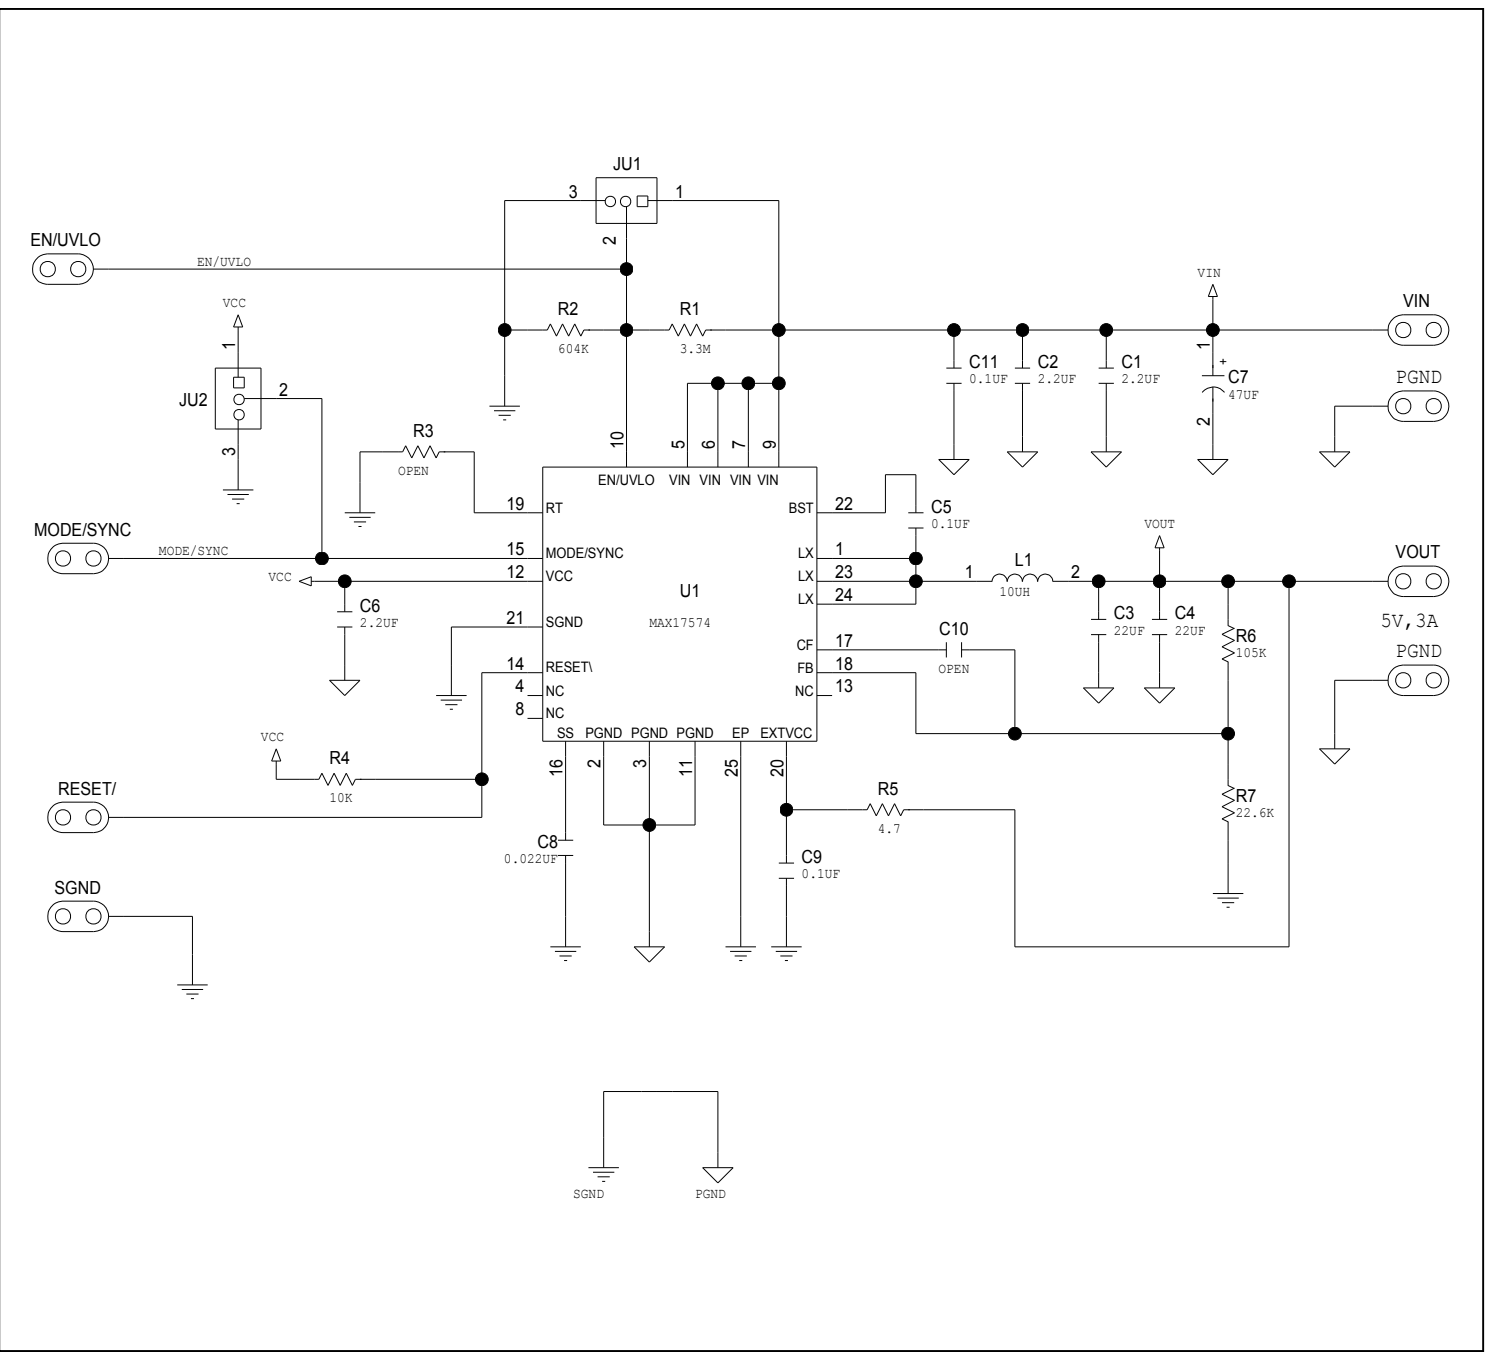 JU1
3
1
2
EN/UVLO
EN/UVLO
VIN
VCC
R2
R1
VIN
604K
3.3M
1
1
+
C11
C2
C1
C7
PGND
0.1UF
2.2UF
2.2UF
47UF
JU2
2
2
3
R3
10
5
6
7
9
OPEN
EN/UVLO
VIN
VIN
VIN
VIN
19
RT
BST
22
C5
0.1UF
MODE/SYNC
MODE/SYNC
15
MODE/SYNC
LX
1
VOUT
VOUT
VCC
12
VCC
LX
23
1
L1
2
10UH
U1
LX
24
C6
2.2UF
MAX17574
C3
22UF
C4
22UF
5V,3A
21
SGND
CF
17
C10
R6
105K
PGND
14
RESET\
FB
18
OPEN
4
NC
NC
13
8
NC
SS
PGND
PGND
PGND
EP
EXTVCC
VCC
16
2
3
11
25
20
R4
10K
RESET/
R5
4.7
R7
22.6K
C8
0.022UF
C9
0.1UF
SGND
SGND
PGND